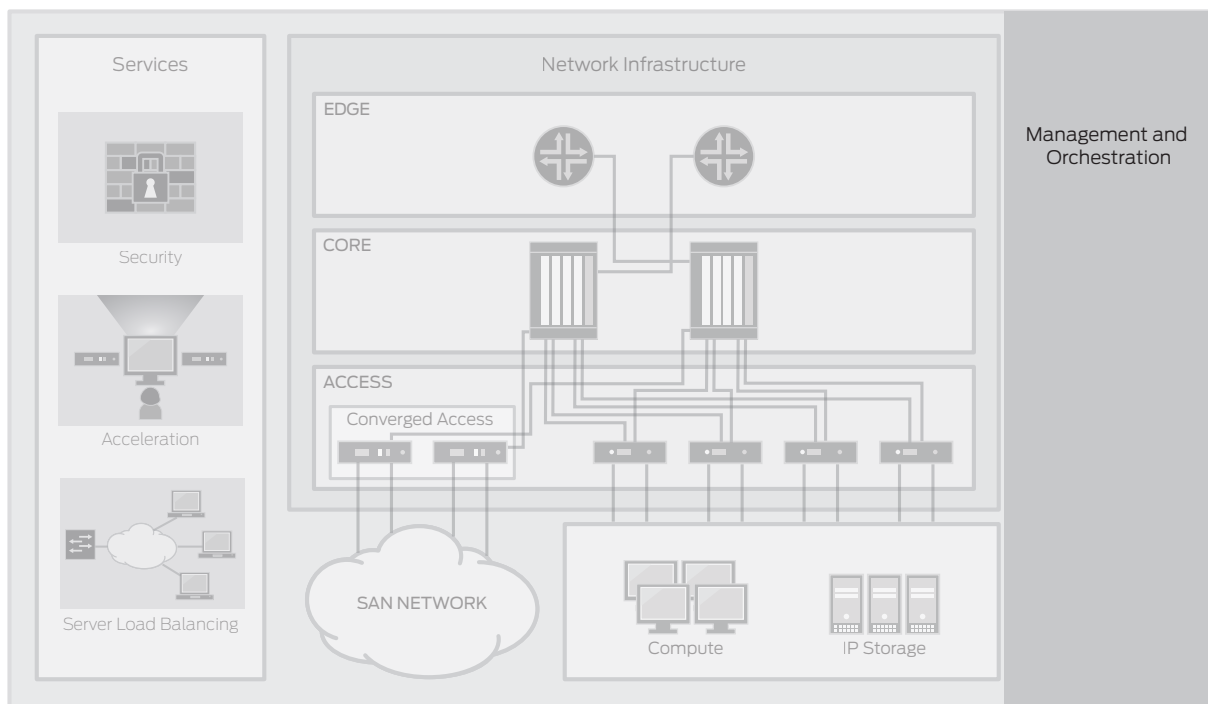 Services
Security
Acceleration
Server Load Balancing
Network Infrastructure
EDGE
CORE
ACCESS
Converged Access
SAN NETWORK
Compute
IP Storage
Management and
Orchestration